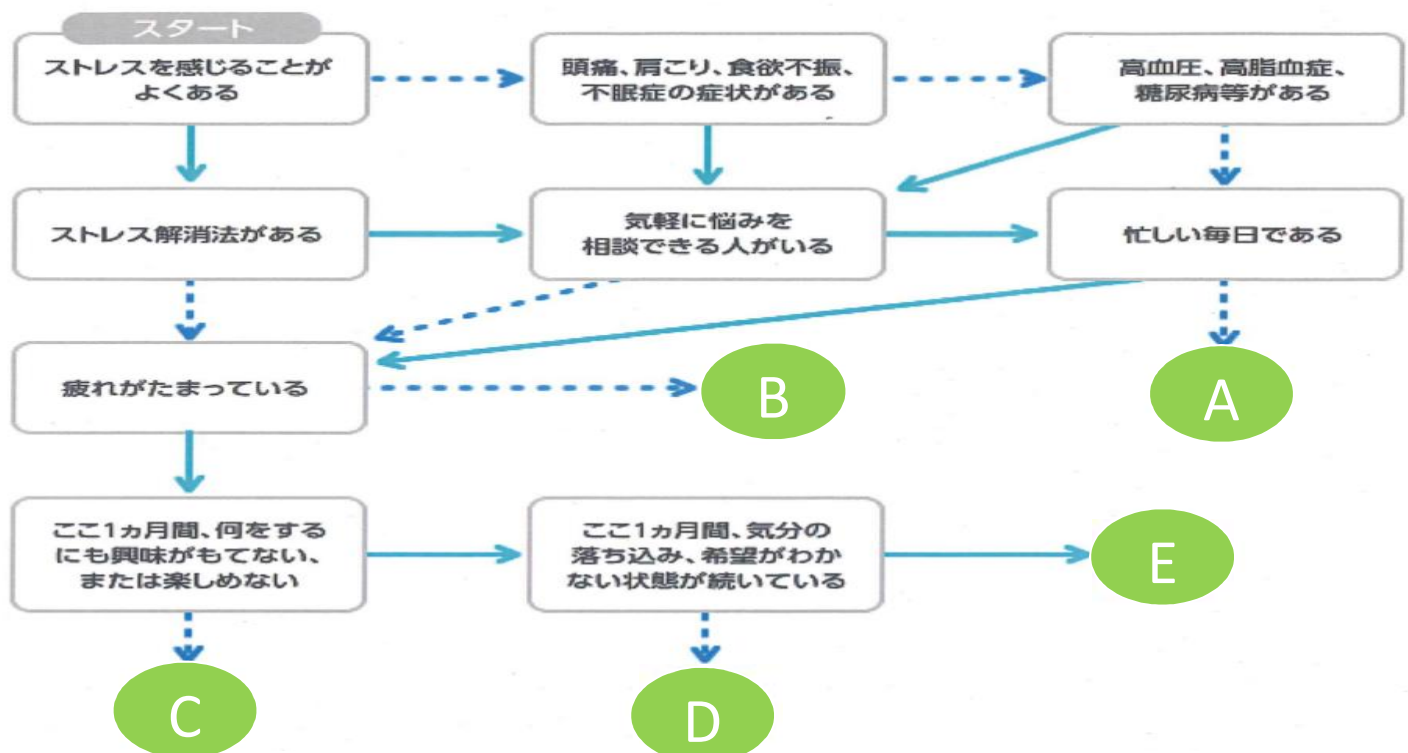 スタート
ストレスを感じることが
よくある
頭痛、肩こり、食欲不振、
不眠症の症状がある
高血圧、高脂血症、
糖尿病等がある
ストレス解消法がある
気軽に悩みを
相談できる人がいる
忙しい毎日である
疲れがたまっている
B
A
ここ1ヵ月間、何をする
にも興味がもてない、
または楽しめない
ここ1ヵ月間、気分の
落ち込み、希望がわか
ない状態が続いている
E
C
D